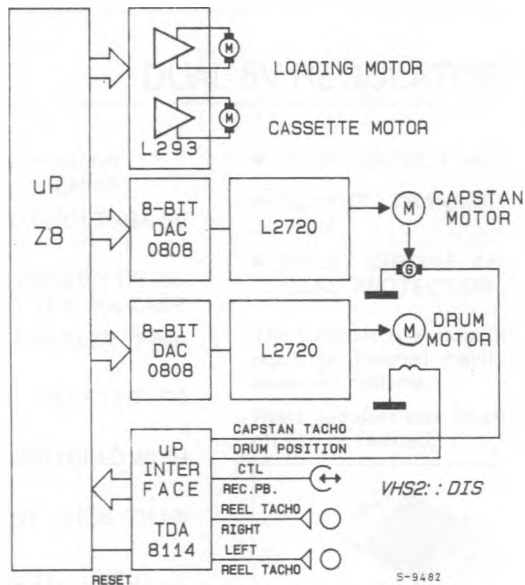 M
LOADING MOTOR
M
CASSETTE MOTOR
L293
uP
Z8
8-BIT
DAC
0808
L2720
M
CAPSTAN
MOTOR
G
8-BIT
DAC
0808
L2720
M
DRUM
MOTOR
uP
INTER
FACE
TDA
8114
CAPSTAN TACHO
DRUM POSITION
CTL
REC.PB.
REEL TACHO
RIGHT
LEFT
REEL TACHO
VHS2::DIS
RESET
S-9482